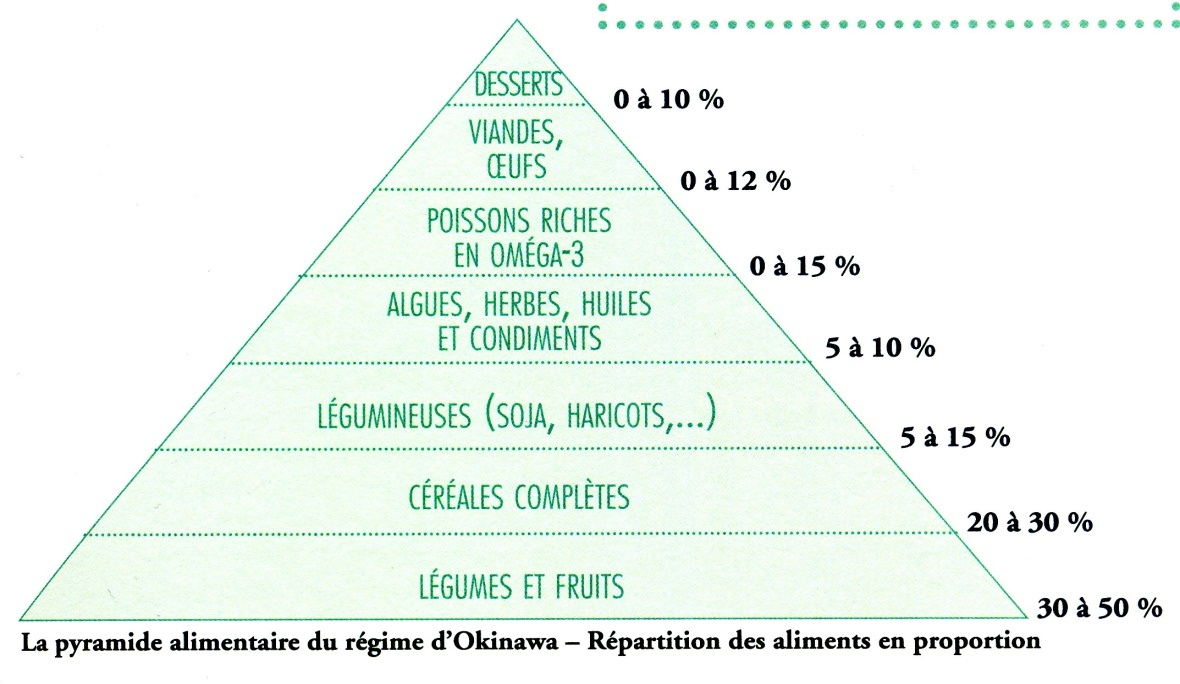 DESSERTS
0 à 10 %
VIANDES,
ŒUFS
0 à 12 %
POISSONS RICHES
EN OMÉGA-3
0 à 15 %
ALGUES, HERBES, HUILES
ET CONDIMENTS
5 à 10 %
LÉGUMINEUSES (SOJA, HARICOTS,...)
5 à 15 %
CÉRÉALES COMPLÈTES
20 à 30 %
LÉGUMES ET FRUITS
30 à 50 %
La pyramide alimentaire du régime d'Okinawa – Répartition des aliments en proportion